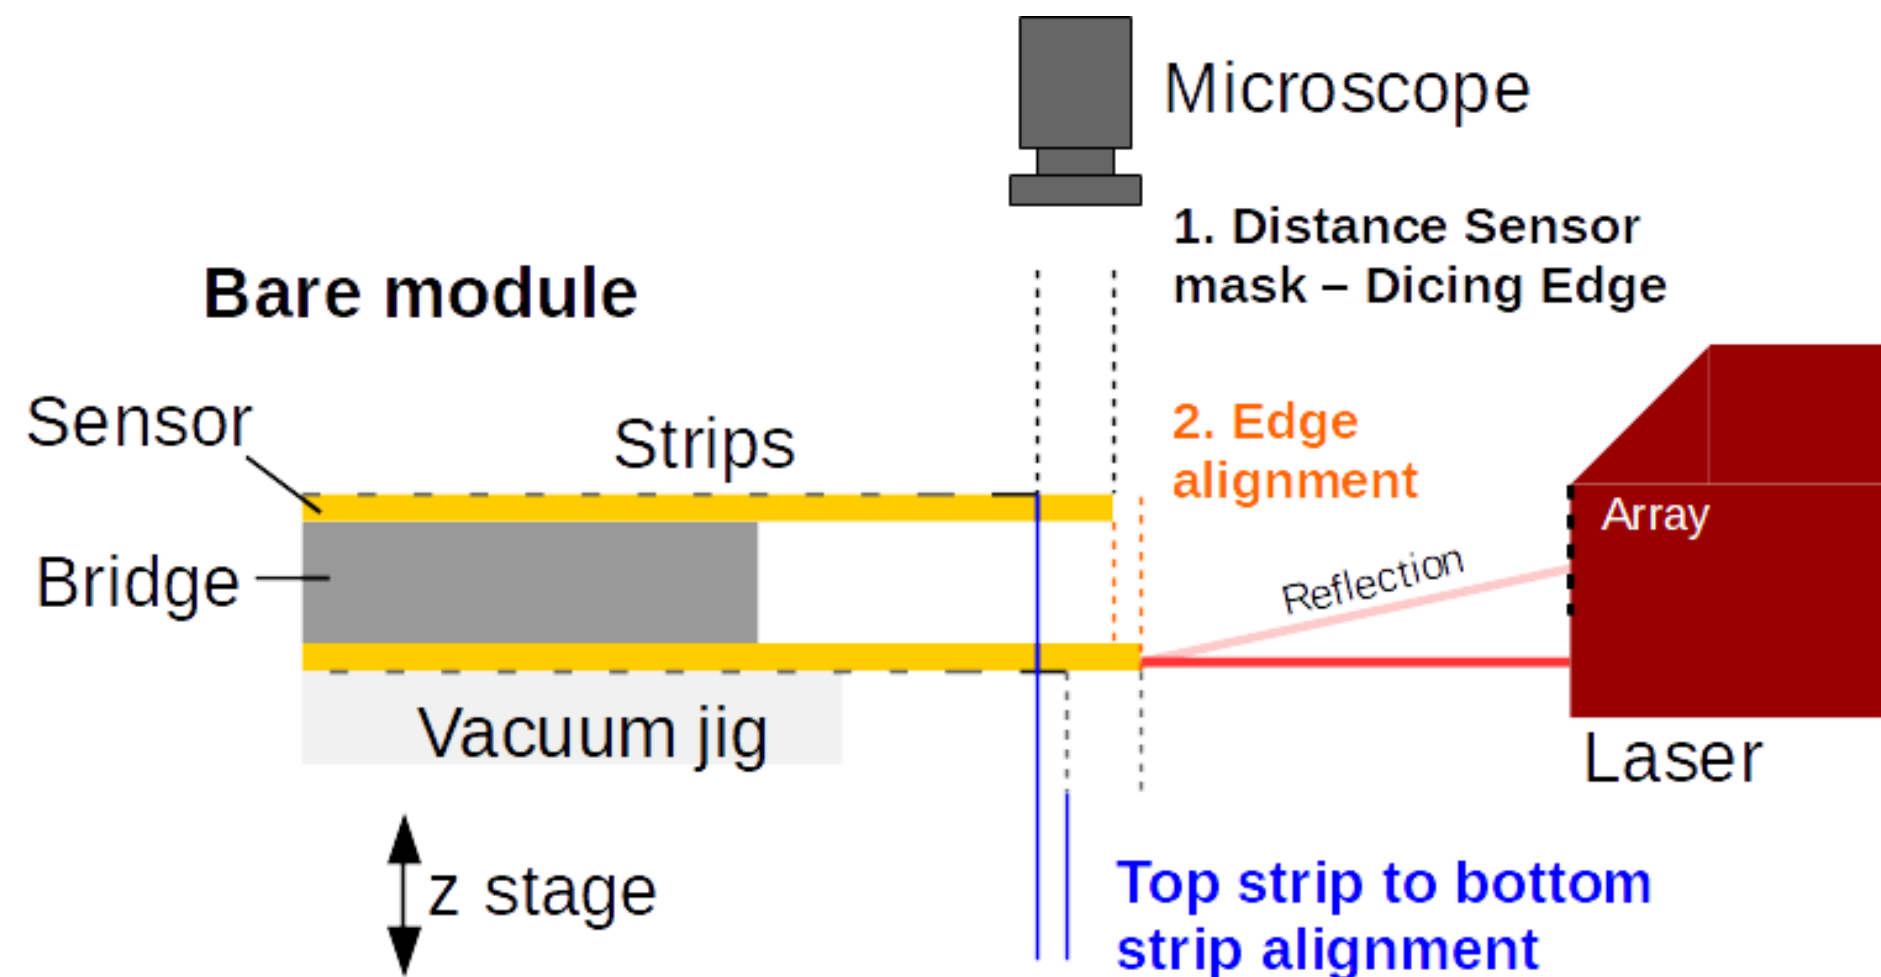 Microscope
1. Distance Sensor
mask – Dicing Edge
Bare module
Sensor
Strips
2. Edge
alignment
Array
Reflection
Bridge
Vacuum jig
Laser
z stage
Top strip to bottom
strip alignment